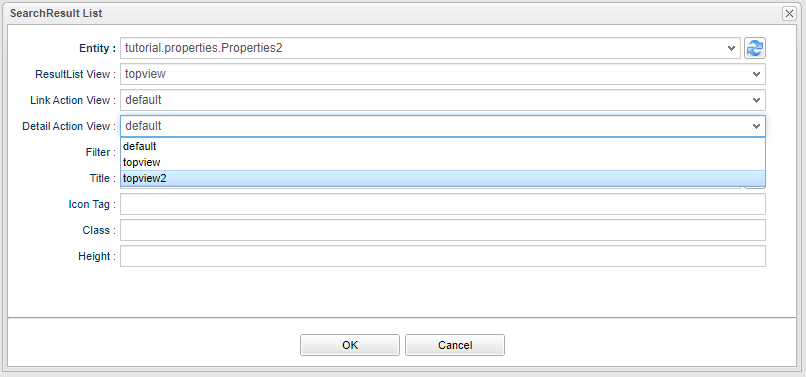 SearchResult List
Entity : tutorial.properties.Properties2
ResultList View : topview
Link Action View : default
Detail Action View : default
default
Filter :
topview
Title : topview2
Icon Tag :
Class :
Height :
OK Cancel